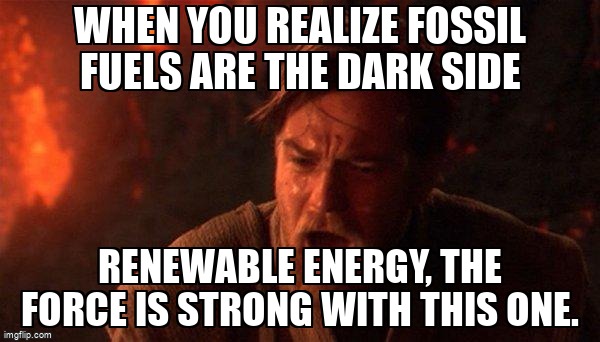 WHEN YOU REALIZE FOSSIL
FUELS ARE THE DARK SIDE
RENEWABLE ENERGY, THE
FORCE IS STRONG WITH THIS ONE.
imgflip.com